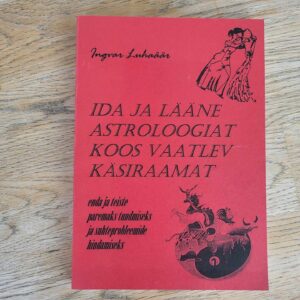 Ingvar Luhaäär
IDA JA LÄÄNE
ASTROLOOGIAT
KOOS VAATLEV
KÄSIRAAMAT
enda ja teiste
paremaks tundmiseks
ja suhteprobleemide
hindamiseks